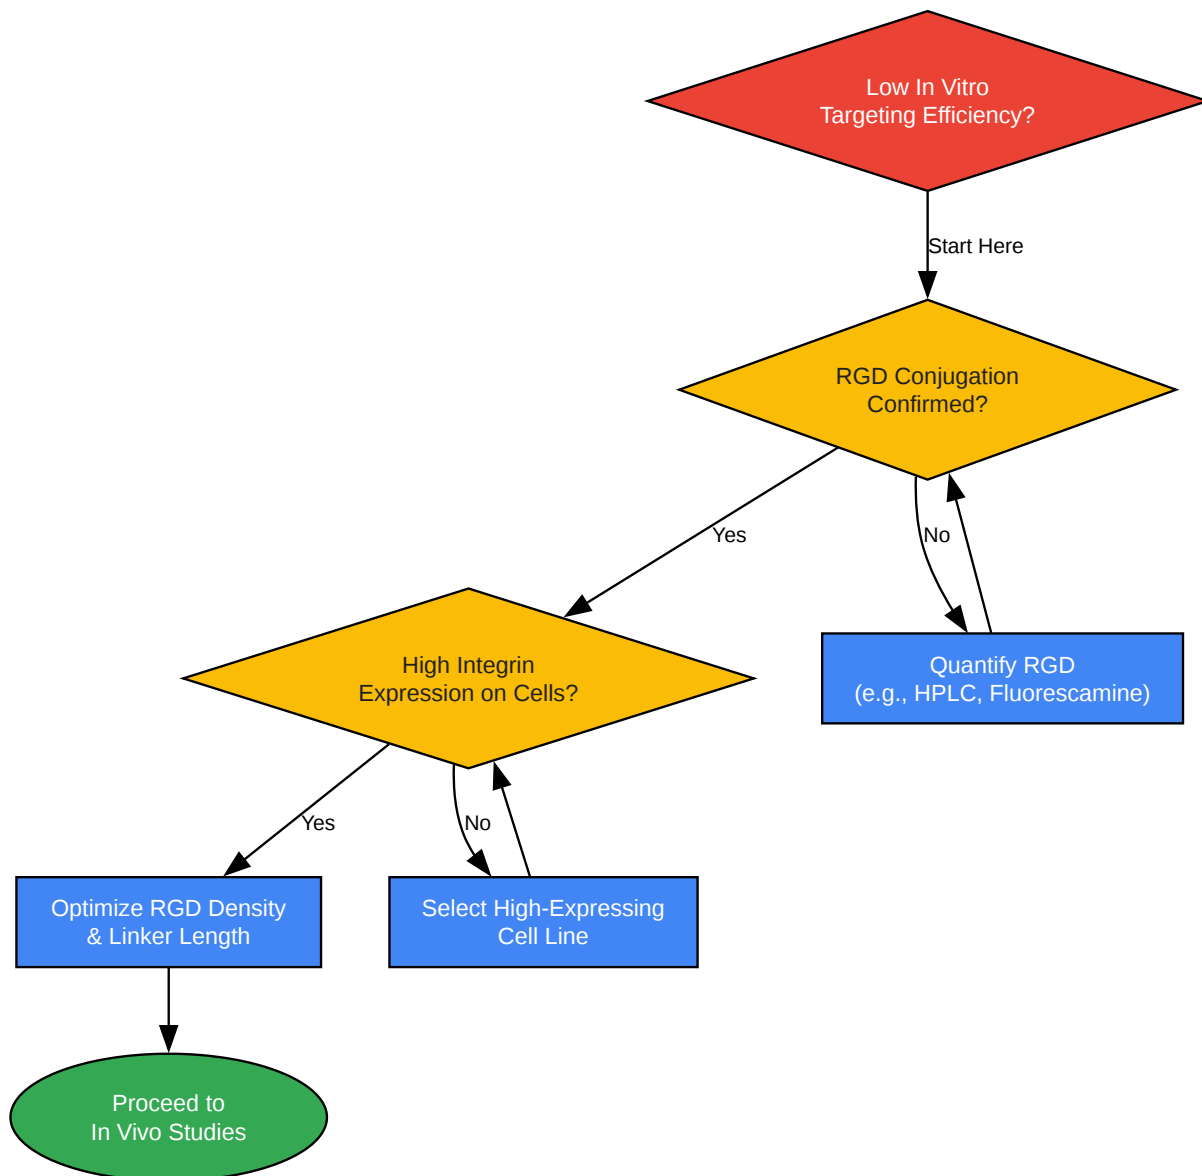 Low In Vitro
Targeting Efficiency?
Start Here
RGD Conjugation
Confirmed?
Yes
No
High Integrin
Expression on Cells?
Quantify RGD
(e.g., HPLC, Fluorescamine)
Yes
No
Optimize RGD Density
& Linker Length
Select High-Expressing
Cell Line
Proceed to
In Vivo Studies